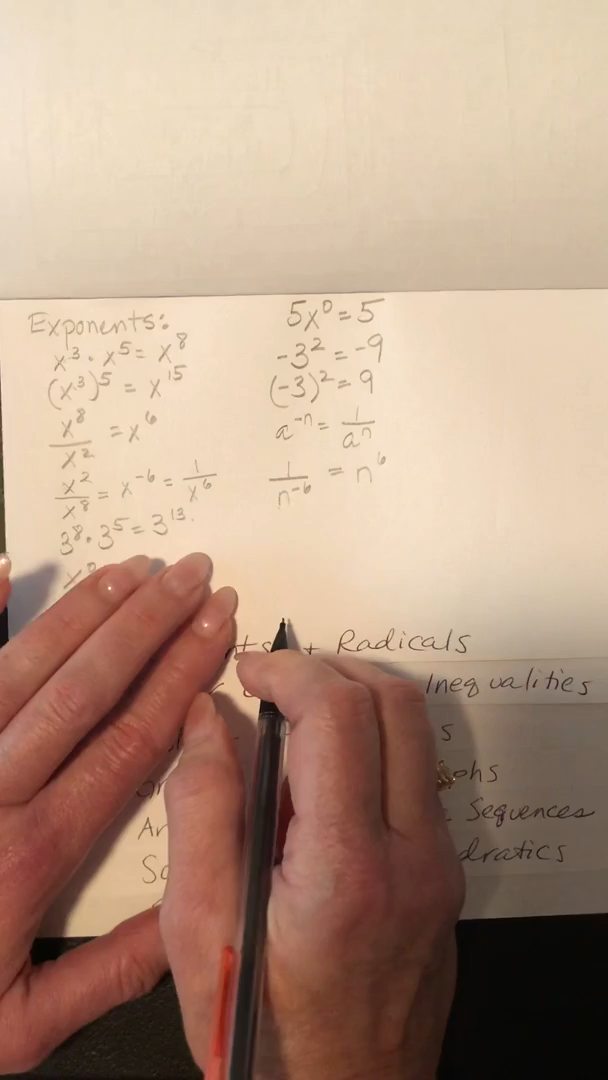 Exponents:
x³ · x⁵ = x⁸
(x³)⁵ = x¹⁵
x⁸/x² = x⁶
x²/x⁸ = x⁻⁶ = 1/x⁶
3⁸ · 3⁵ = 3¹³.
5x⁰ = 5
-3² = -9
(-3)² = 9
a⁻ⁿ = 1/aⁿ
1/n⁻⁶ = n⁶
+ Radicals
Inequalities
s
Sequences